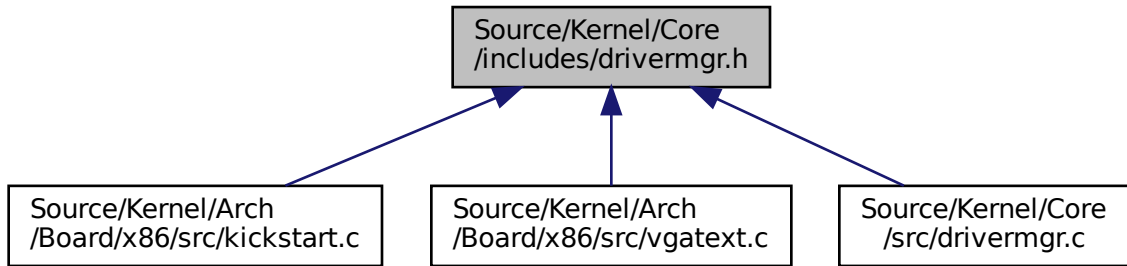 Source/Kernel/Core
/includes/drivermgr.h
Source/Kernel/Arch
/Board/x86/src/kickstart.c
Source/Kernel/Arch
/Board/x86/src/vgatext.c
Source/Kernel/Core
/src/drivermgr.c